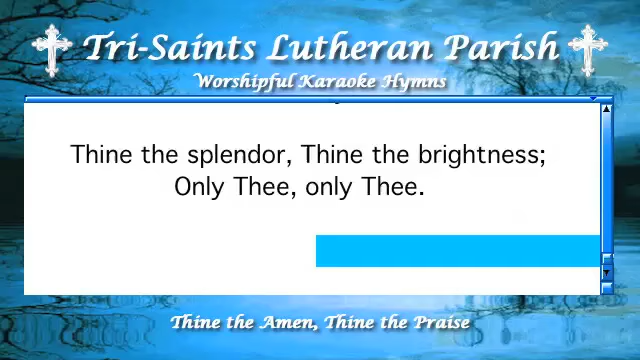 Tri-Saints Lutheran Parish
Worshipful Karaoke Hymns
Thine the splendor, Thine the brightness;
Only Thee, only Thee.
Thine the Amen, Thine the Praise